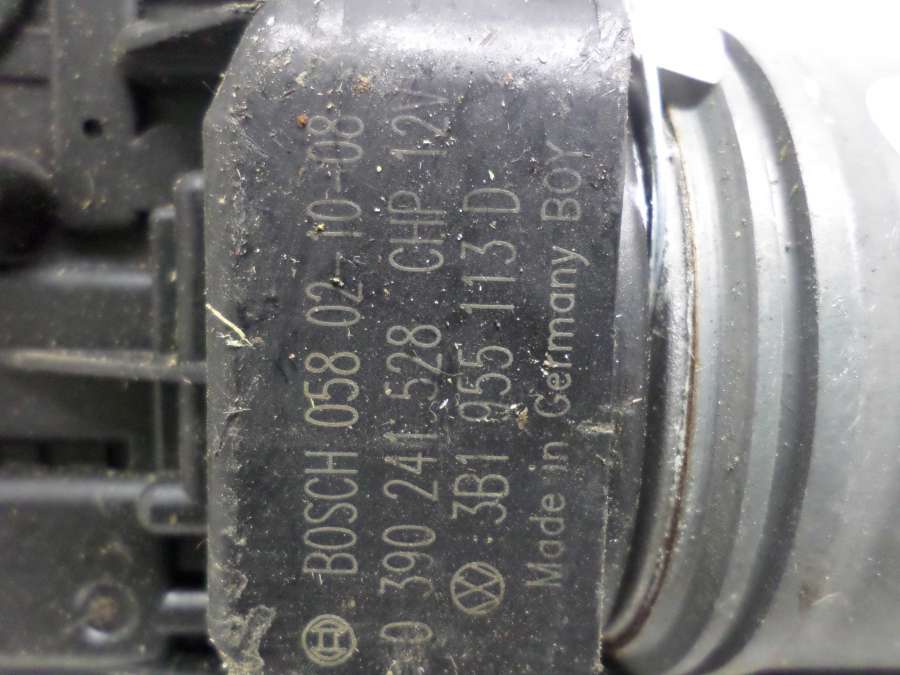 BOSCH 058 02-10-08
0 390 241 528 CHP 12V
3B1 955 113 D
Made in Germany BOY